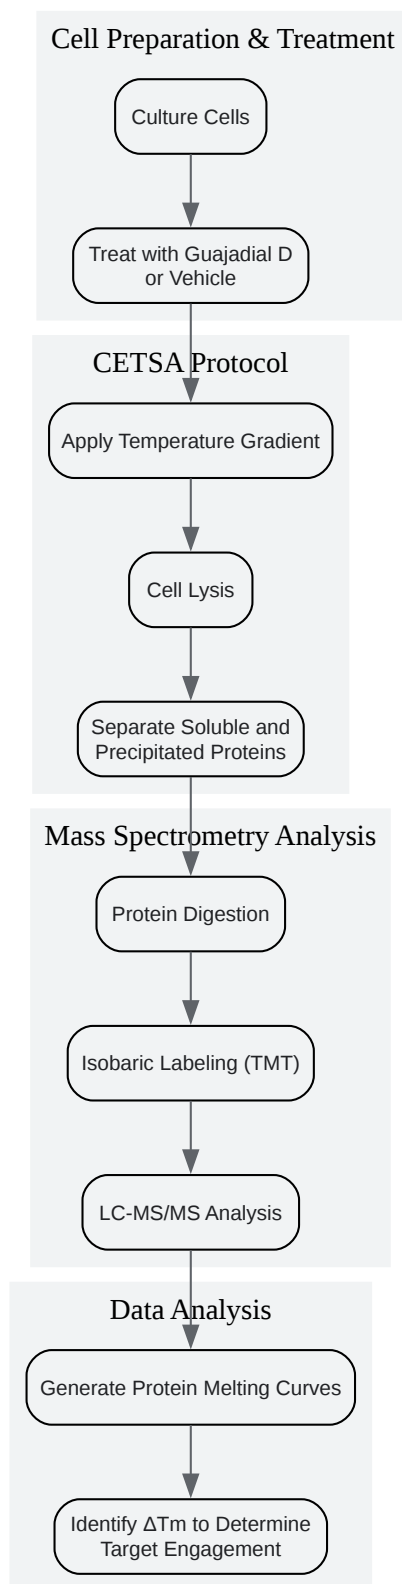 Cell Preparation & Treatment
Culture Cells
Treat with Guajadial D
or Vehicle
CETSA Protocol
Apply Temperature Gradient
Cell Lysis
Separate Soluble and
Precipitated Proteins
Mass Spectrometry Analysis
Protein Digestion
Isobaric Labeling (TMT)
LC-MS/MS Analysis
Data Analysis
Generate Protein Melting Curves
Identify ΔTm to Determine
Target Engagement